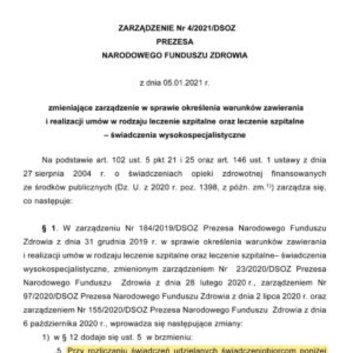 ZARZĄDZENIE Nr 4/2021/DSOZ
PREZESA
NARODOWEGO FUNDUSZU ZDROWIA
z dnia 05.01.2021 r.
zmieniające zarządzenie w sprawie określenia warunków zawierania
i realizacji umów w rodzaju leczenie szpitalne oraz leczenie szpitalne
– świadczenia wysokospecjalistyczne
Na podstawie art. 102 ust. 5 pkt 21 i 25 oraz art. 146 ust. 1 ustawy z dnia
27 sierpnia 2004 r. o świadczeniach opieki zdrowotnej finansowanych
ze środków publicznych (Dz. U. z 2020 r. poz. 1398, z późn. zm.¹)) zarządza się,
co następuje:
§ 1. W zarządzeniu Nr 184/2019/DSOZ Prezesa Narodowego Funduszu
Zdrowia z dnia 31 grudnia 2019 r. w sprawie określenia warunków zawierania
i realizacji umów w rodzaju leczenie szpitalne oraz leczenie szpitalne– świadczenia
wysokospecjalistyczne, zmienionym zarządzeniem Nr 23/2020/DSOZ Prezesa
Narodowego Funduszu Zdrowia z dnia 28 lutego 2020 r., zarządzeniem Nr
97/2020/DSOZ Prezesa Narodowego Funduszu Zdrowia z dnia 2 lipca 2020 r. oraz
zarządzeniem Nr 155/2020/DSOZ Prezesa Narodowego Funduszu Zdrowia z dnia
6 października 2020 r., wprowadza się następujące zmiany:
1) w § 12 dodaje się ust. 5 w brzmieniu:
„5. Przy rozliczaniu świadczeń udzielanych świadczeniobiorcom poniżej